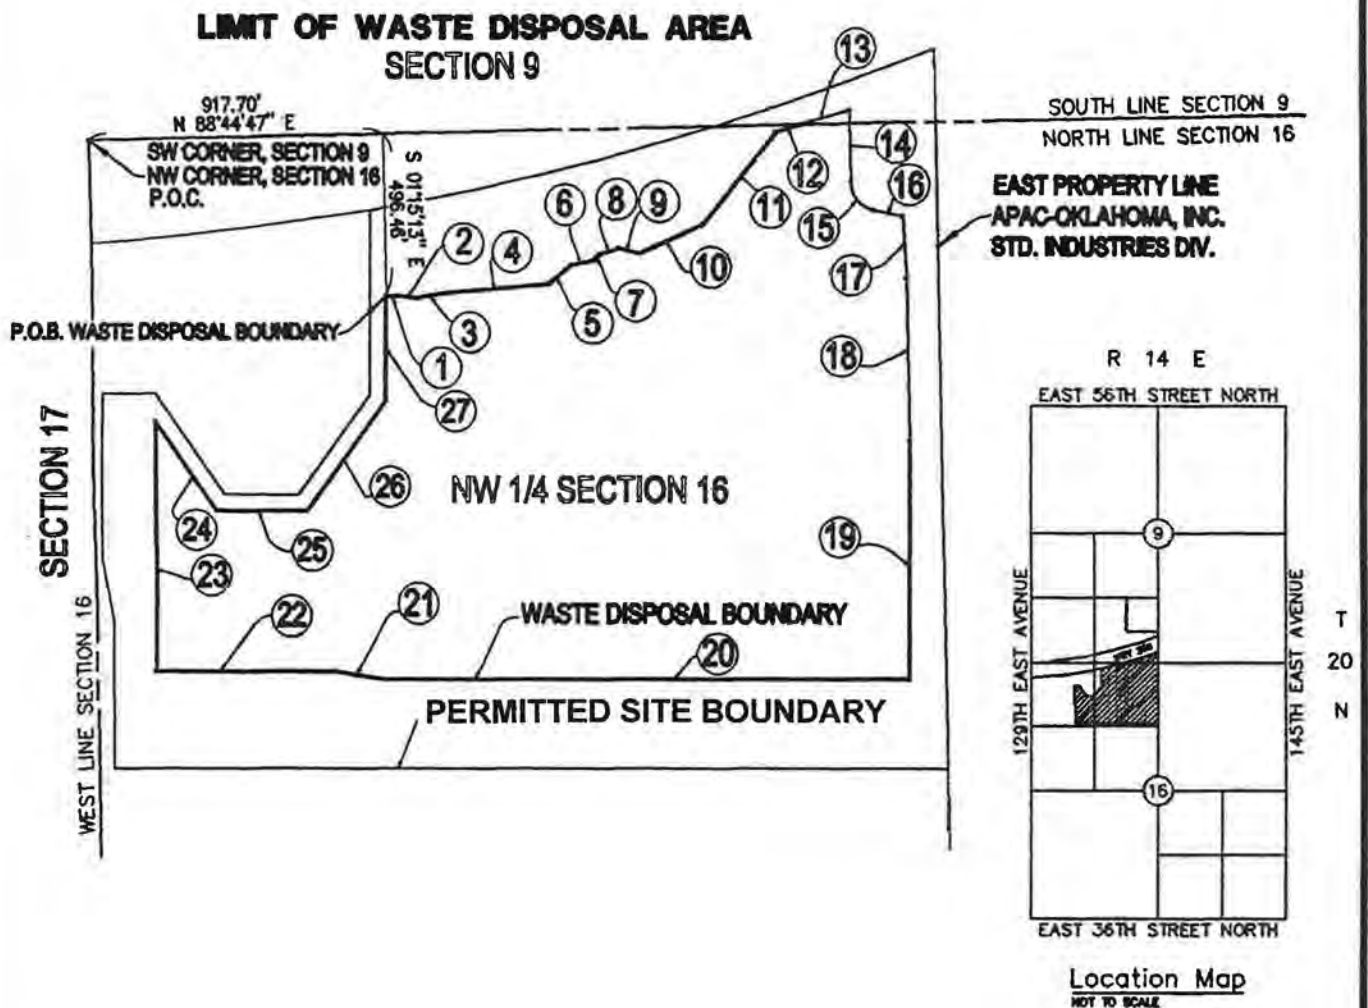 LIMIT OF WASTE DISPOSAL AREA
SECTION 9
917.70'
N 88°44'47" E
SW CORNER, SECTION 9
NW CORNER, SECTION 16
P.O.C.
S 01°15'13" E
496.46'
SOUTH LINE SECTION 9
NORTH LINE SECTION 16
EAST PROPERTY LINE
APAC-OKLAHOMA, INC.
STD. INDUSTRIES DIV.
13
14
12
16
11
15
6
8
9
2
4
10
17
5
7
3
1
P.O.B. WASTE DISPOSAL BOUNDARY
18
27
SECTION 17
26
NW 1/4 SECTION 16
24
25
19
23
22
21
WASTE DISPOSAL BOUNDARY
20
WEST LINE SECTION 16
PERMITTED SITE BOUNDARY
R 14 E
EAST 56TH STREET NORTH
9
129TH EAST AVENUE
145TH EAST AVENUE
T
20
N
16
EAST 36TH STREET NORTH
Location Map
NOT TO SCALE